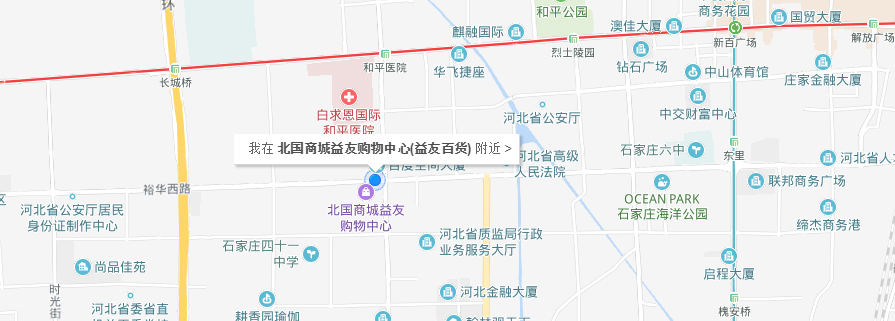 环
和平公园
麒融国际
澳佳大厦
商务花园
国贸大厦
新百广场
解放广场
长城桥
和平医院
华飞捷座
烈士陵园
钻石广场
中山体育馆
庄家金融大厦
白求恩国际
和平医院
河北省公安厅
中交财富中心
我在 北国商城益友购物中心(益友百货) 附近 >
百度空间大厦
河北省高级
人民法院
石家庄六中
东里
河北省人
裕华西路
联邦商务广场
区
河北省公安厅居民
身份证制作中心
北国商城益友
购物中心
OCEAN PARK
石家庄海洋公园
缔杰商务港
石家庄四十一
中学
河北省质监局行政
业务服务大厅
尚品佳苑
启程大厦
时光街
河北省委省直
耕香园瑜伽
河北金融大厦
槐安桥